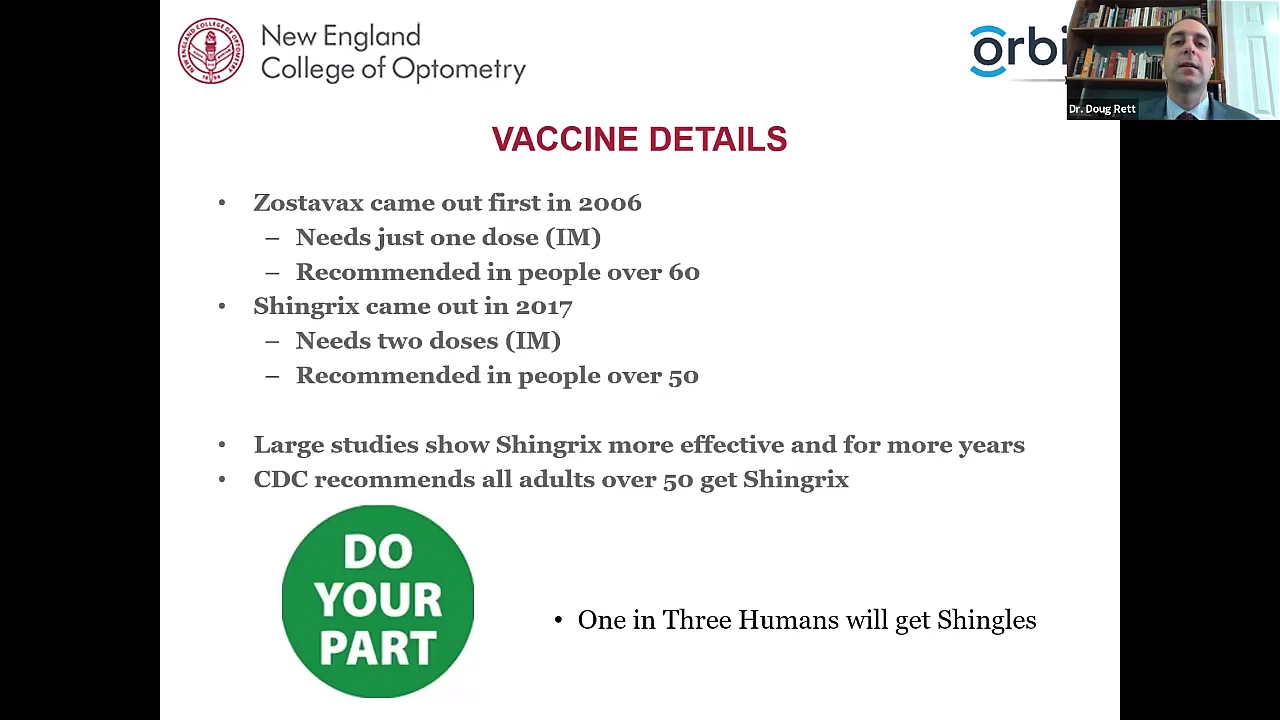 New England
College of Optometry
orbi
Dr. Doug Rett
VACCINE DETAILS
• Zostavax came out first in 2006
– Needs just one dose (IM)
– Recommended in people over 60
• Shingrix came out in 2017
– Needs two doses (IM)
– Recommended in people over 50
• Large studies show Shingrix more effective and for more years
• CDC recommends all adults over 50 get Shingrix
DO
YOUR
PART
• One in Three Humans will get Shingles